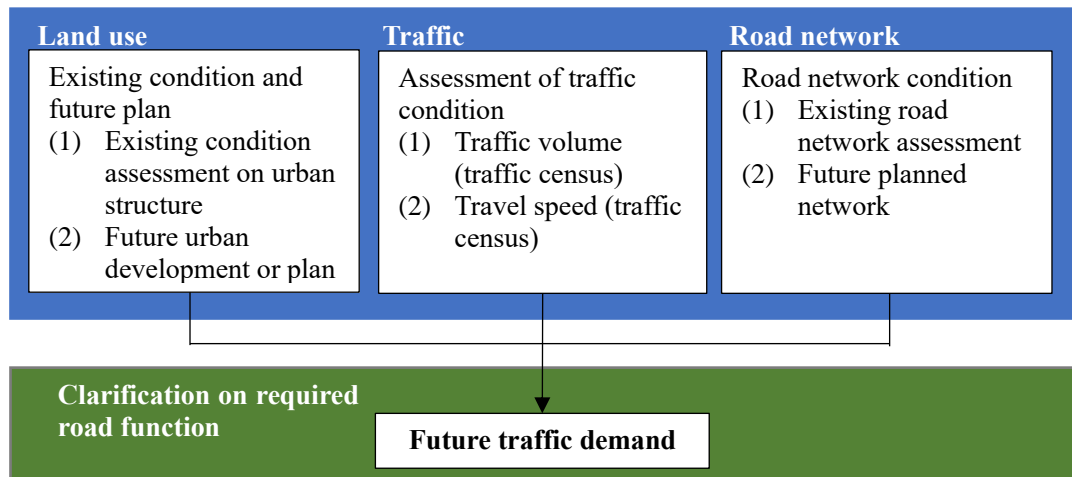 Land use
Existing condition and
future plan
(1) Existing condition
assessment on urban
structure
(2) Future urban
development or plan
Traffic
Assessment of traffic
condition
(1) Traffic volume
(traffic census)
(2) Travel speed (traffic
census)
Road network
Road network condition
(1) Existing road
network assessment
(2) Future planned
network
Clarification on required
road function
Future traffic demand